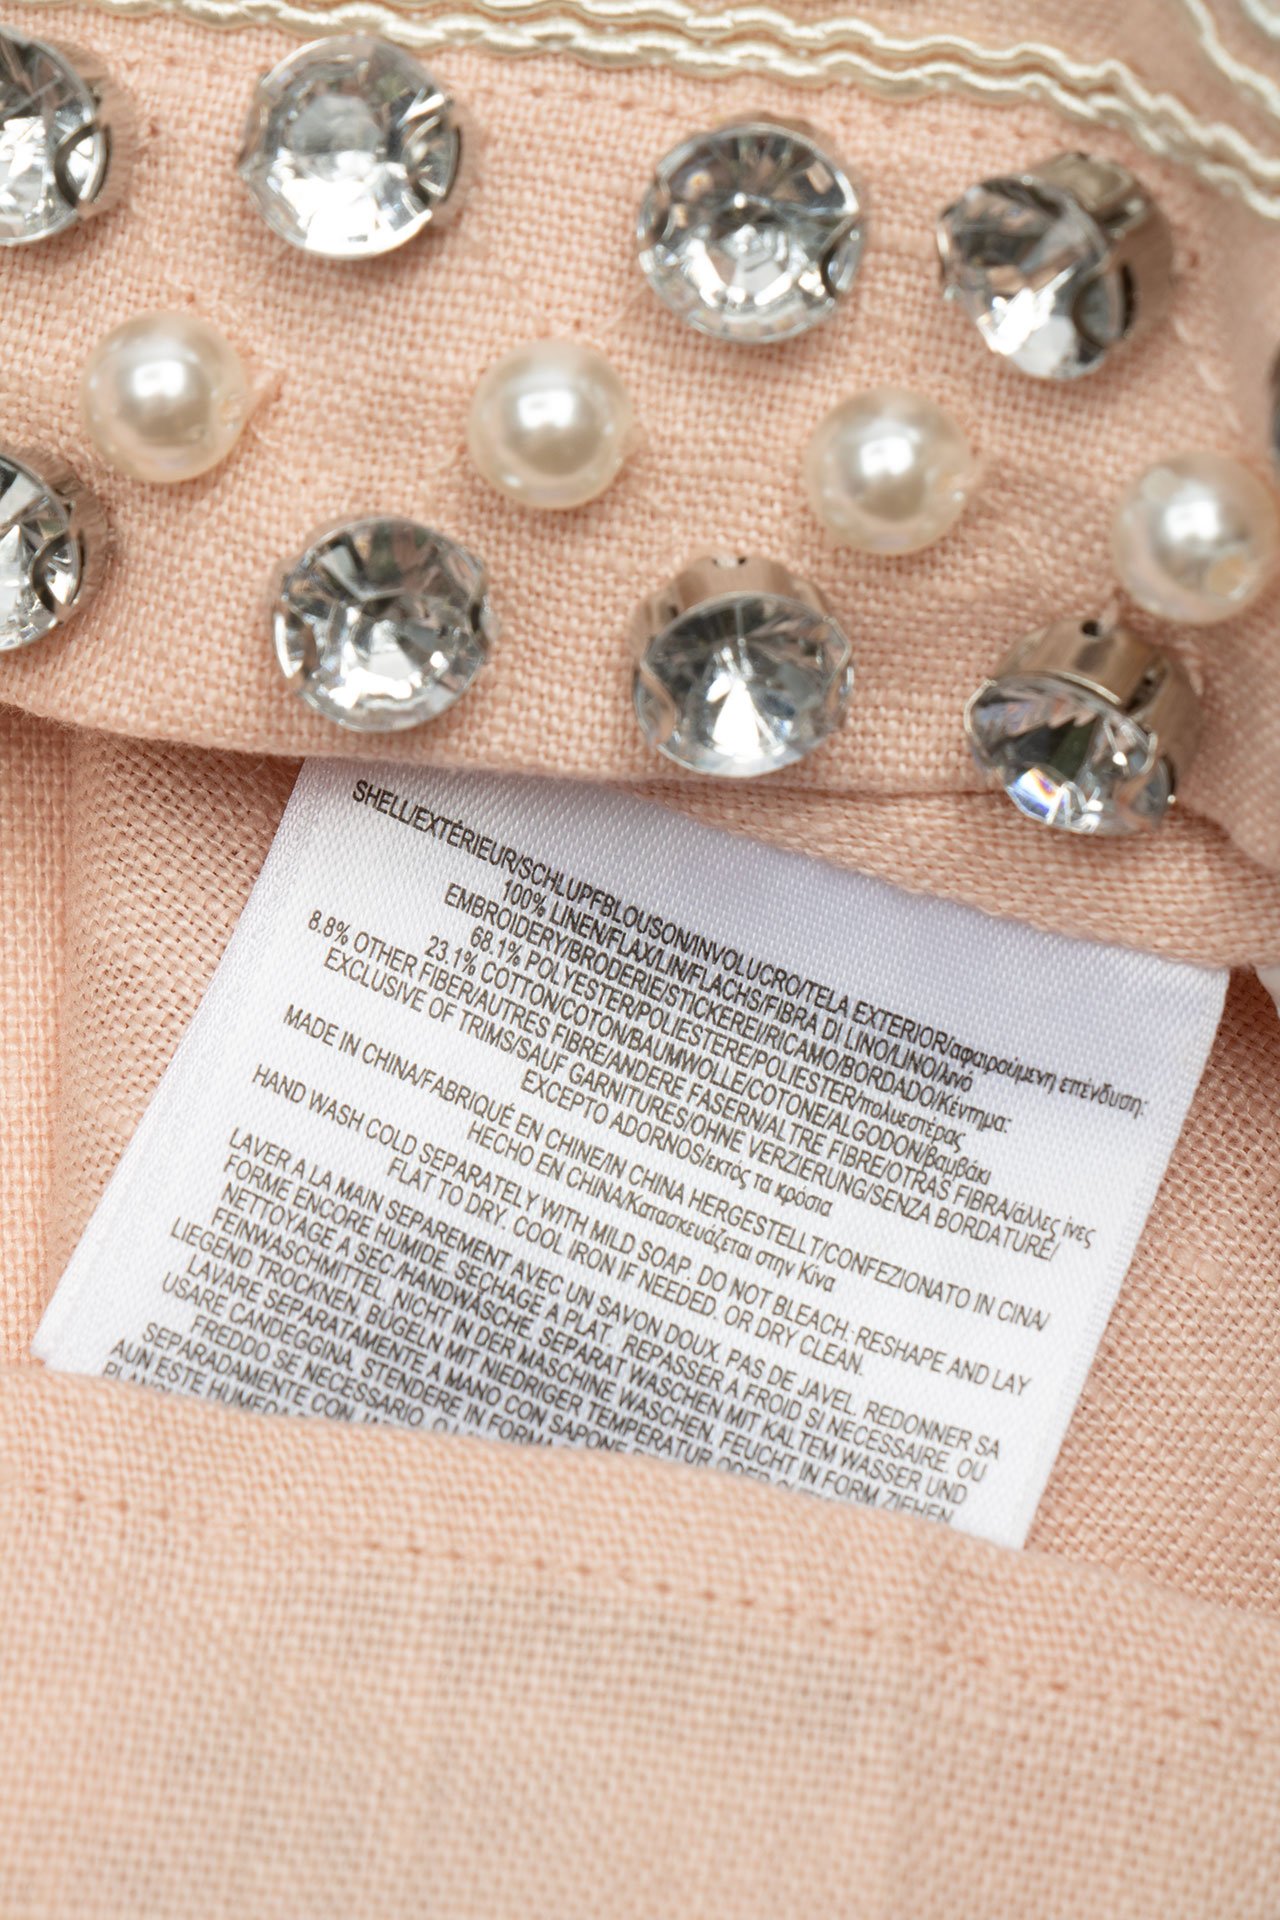 SHELL/EXTÉRIEUR/SCHLUPFBLOUSON/INVOLUCRO/TELA EXTERIOR/αφαιρούμενη επένδυση:
100% LINEN/FLAX/LIN/FLACHS/FIBRA DI LINO/LINO/λινό
EMBROIDERY/BRODERIE/STICKEREI/RICAMO/BORDADO/Κέντημα:
68.1% POLYESTER/POLIESTERE/POLIESTER/πολυεστέρας
23.1% COTTON/COTON/BAUMWOLLE/COTONE/ALGODON/βαμβάκι
8.8% OTHER FIBER/AUTRES FIBRE/ANDERE FASERN/ALTRE FIBRE/OTRAS FIBRA/άλλες ίνες
EXCLUSIVE OF TRIMS/SAUF GARNITURES/OHNE VERZIERUNG/SENZA BORDATURE/
EXCEPTO ADORNOS/εκτός τα κρόσια
MADE IN CHINA/FABRIQUÉ EN CHINE/IN CHINA HERGESTELLT/CONFEZIONATO IN CINA/
HECHO EN CHINA/Κατασκευάζεται στην Κίνα
HAND WASH COLD SEPARATELY WITH MILD SOAP. DO NOT BLEACH. RESHAPE AND LAY
FLAT TO DRY. COOL IRON IF NEEDED. OR DRY CLEAN.
LAVER A LA MAIN SEPAREMENT AVEC UN SAVON DOUX. PAS DE JAVEL. REDONNER SA
FORME ENCORE HUMIDE. SECHAGE A PLAT. REPASSER A FROID SI NECESSAIRE. OU
NETTOYAGE A SEC./HANDWÄSCHE. SEPARAT WASCHEN MIT KALTEM WASSER UND
FEINWASCHMITTEL. NICHT IN DER MASCHINE WASCHEN. FEUCHT IN FORM ZIEHEN.
LIEGEND TROCKNEN. BÜGELN MIT NIEDRIGER TEMPERATUR ODER
LAVARE SEPARATAMENTE A MANO CON SAPONE
USARE CANDEGGINA. STENDERE IN FORMA
FREDDO SE NECESSARIO. O
SEPARADAMENTE CON
AUN ESTE HUMEDA